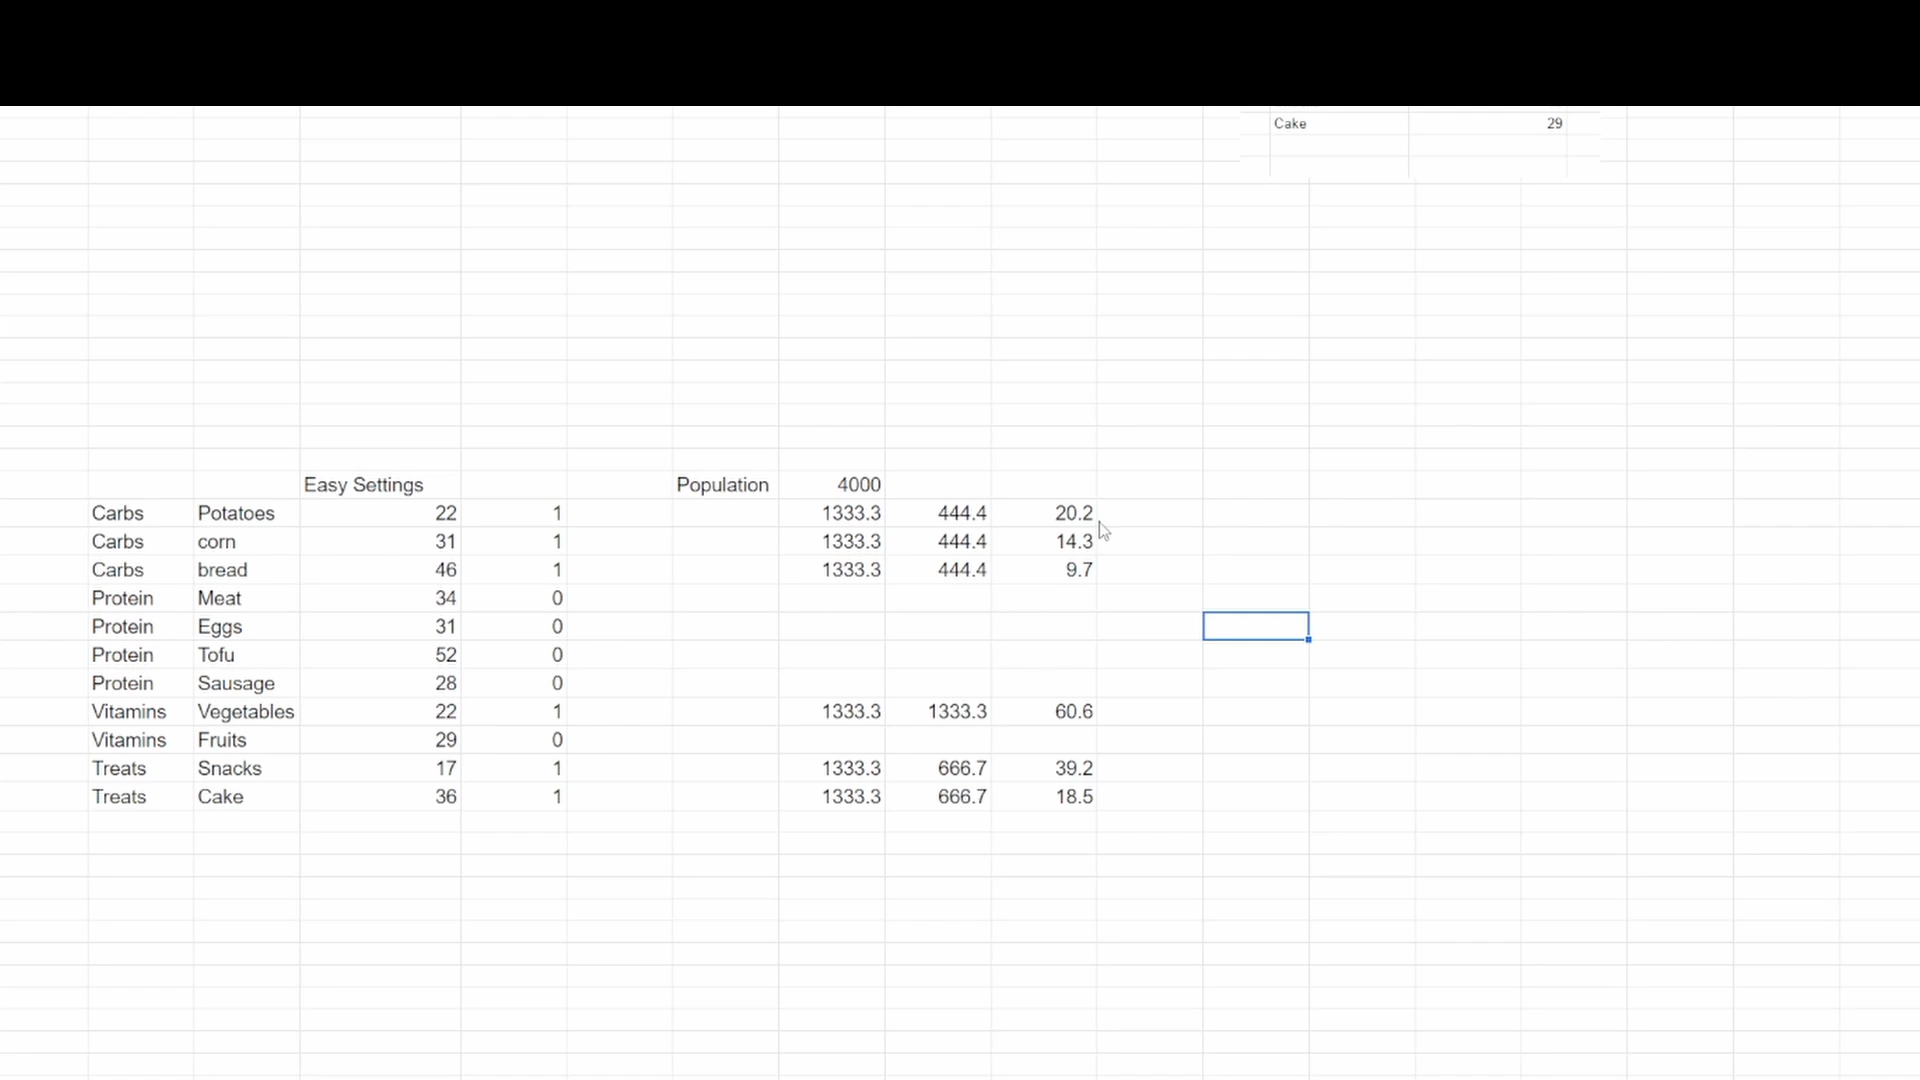 Cake 29
Easy Settings Population 4000
Carbs Potatoes 22 1 1333.3 444.4 20.2
Carbs corn 31 1 1333.3 444.4 14.3
Carbs bread 46 1 1333.3 444.4 9.7
Protein Meat 34 0
Protein Eggs 31 0
Protein Tofu 52 0
Protein Sausage 28 0
Vitamins Vegetables 22 1 1333.3 1333.3 60.6
Vitamins Fruits 29 0
Treats Snacks 17 1 1333.3 666.7 39.2
Treats Cake 36 1 1333.3 666.7 18.5